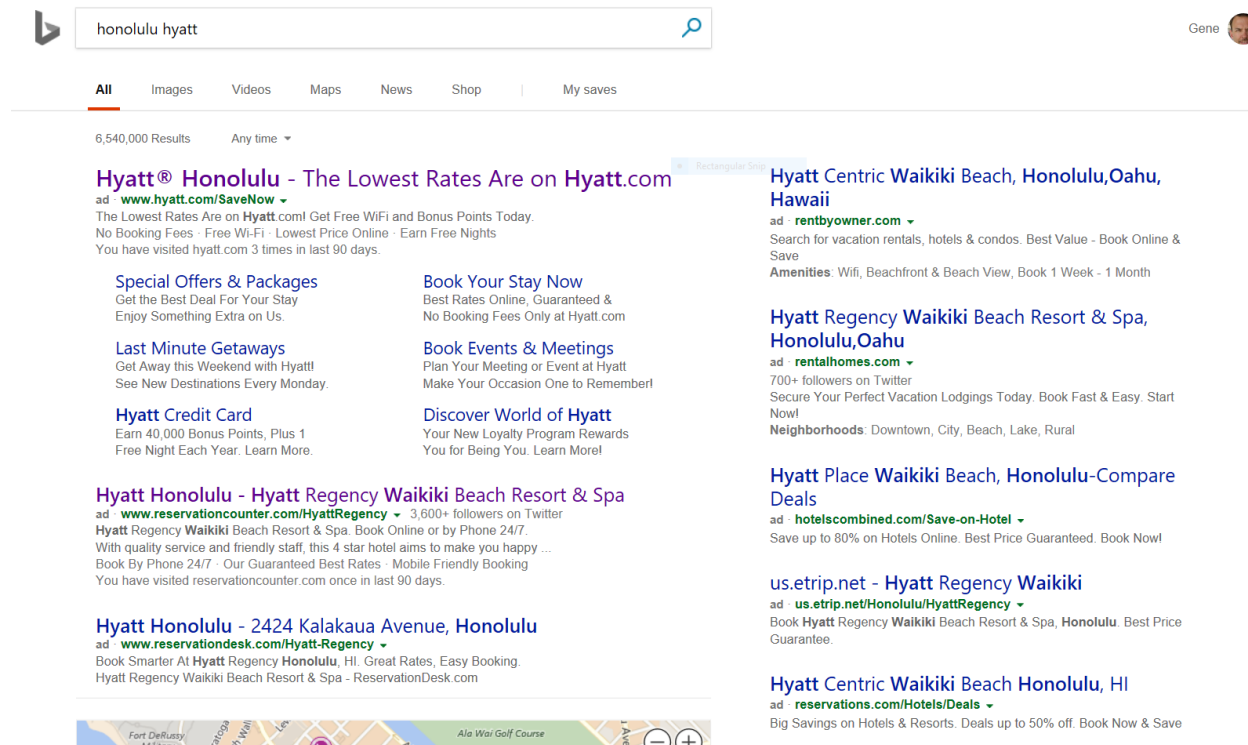 honolulu hyatt
Gene
All Images Videos Maps News Shop | My saves
6,540,000 Results Any time
Rectangular Snip
Hyatt® Honolulu - The Lowest Rates Are on Hyatt.com
ad · www.hyatt.com/SaveNow
The Lowest Rates Are on Hyatt.com! Get Free WiFi and Bonus Points Today.
No Booking Fees · Free Wi-Fi · Lowest Price Online · Earn Free Nights
You have visited hyatt.com 3 times in last 90 days.
Special Offers & Packages
Get the Best Deal For Your Stay
Enjoy Something Extra on Us.
Book Your Stay Now
Best Rates Online, Guaranteed &
No Booking Fees Only at Hyatt.com
Last Minute Getaways
Get Away this Weekend with Hyatt!
See New Destinations Every Monday.
Book Events & Meetings
Plan Your Meeting or Event at Hyatt
Make Your Occasion One to Remember!
Hyatt Credit Card
Earn 40,000 Bonus Points, Plus 1
Free Night Each Year. Learn More.
Discover World of Hyatt
Your New Loyalty Program Rewards
You for Being You. Learn More!
Hyatt Honolulu - Hyatt Regency Waikiki Beach Resort & Spa
ad · www.reservationcounter.com/HyattRegency 3,600+ followers on Twitter
Hyatt Regency Waikiki Beach Resort & Spa. Book Online or by Phone 24/7.
With quality service and friendly staff, this 4 star hotel aims to make you happy ...
Book By Phone 24/7 · Our Guaranteed Best Rates · Mobile Friendly Booking
You have visited reservationcounter.com once in last 90 days.
Hyatt Honolulu - 2424 Kalakaua Avenue, Honolulu
ad · www.reservationdesk.com/Hyatt-Regency
Book Smarter At Hyatt Regency Honolulu, HI. Great Rates, Easy Booking.
Hyatt Regency Waikiki Beach Resort & Spa - ReservationDesk.com
Fort DeRussy
Ala Wai Golf Course
Hyatt Centric Waikiki Beach, Honolulu,Oahu,
Hawaii
ad · rentbyowner.com
Search for vacation rentals, hotels & condos. Best Value - Book Online &
Save
Amenities: Wifi, Beachfront & Beach View, Book 1 Week - 1 Month
Hyatt Regency Waikiki Beach Resort & Spa,
Honolulu,Oahu
ad · rentalhomes.com
700+ followers on Twitter
Secure Your Perfect Vacation Lodgings Today. Book Fast & Easy. Start
Now!
Neighborhoods: Downtown, City, Beach, Lake, Rural
Hyatt Place Waikiki Beach, Honolulu-Compare
Deals
ad · hotelscombined.com/Save-on-Hotel
Save up to 80% on Hotels Online. Best Price Guaranteed. Book Now!
us.etrip.net - Hyatt Regency Waikiki
ad · us.etrip.net/Honolulu/HyattRegency
Book Hyatt Regency Waikiki Beach Resort & Spa, Honolulu. Best Price
Guarantee.
Hyatt Centric Waikiki Beach Honolulu, HI
ad · reservations.com/Hotels/Deals
Big Savings on Hotels & Resorts. Deals up to 50% off. Book Now & Save